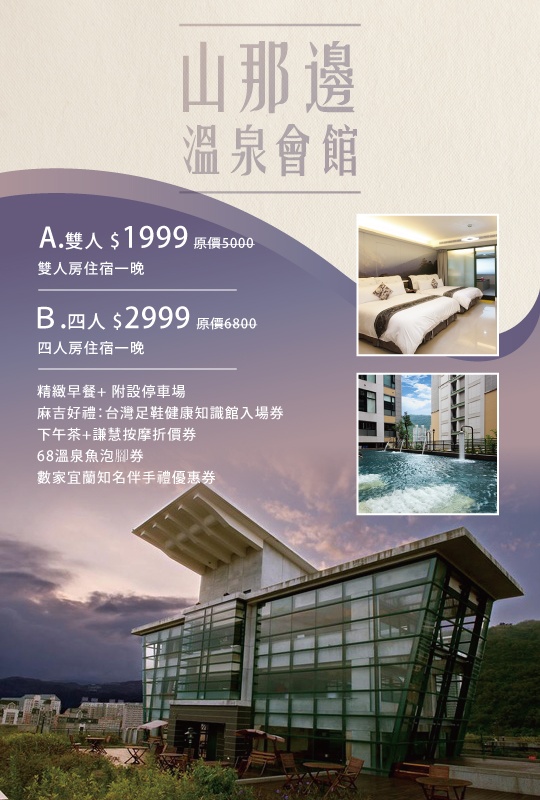 山那邊
溫泉會館
A.雙人 $1999 原價5000
雙人房住宿一晚
B.四人 $2999 原價6800
四人房住宿一晚
精緻早餐+ 附設停車場
麻吉好禮:台灣足鞋健康知識館入場券
下午茶+謙慧按摩折價券
68溫泉魚泡腳券
數家宜蘭知名伴手禮優惠券